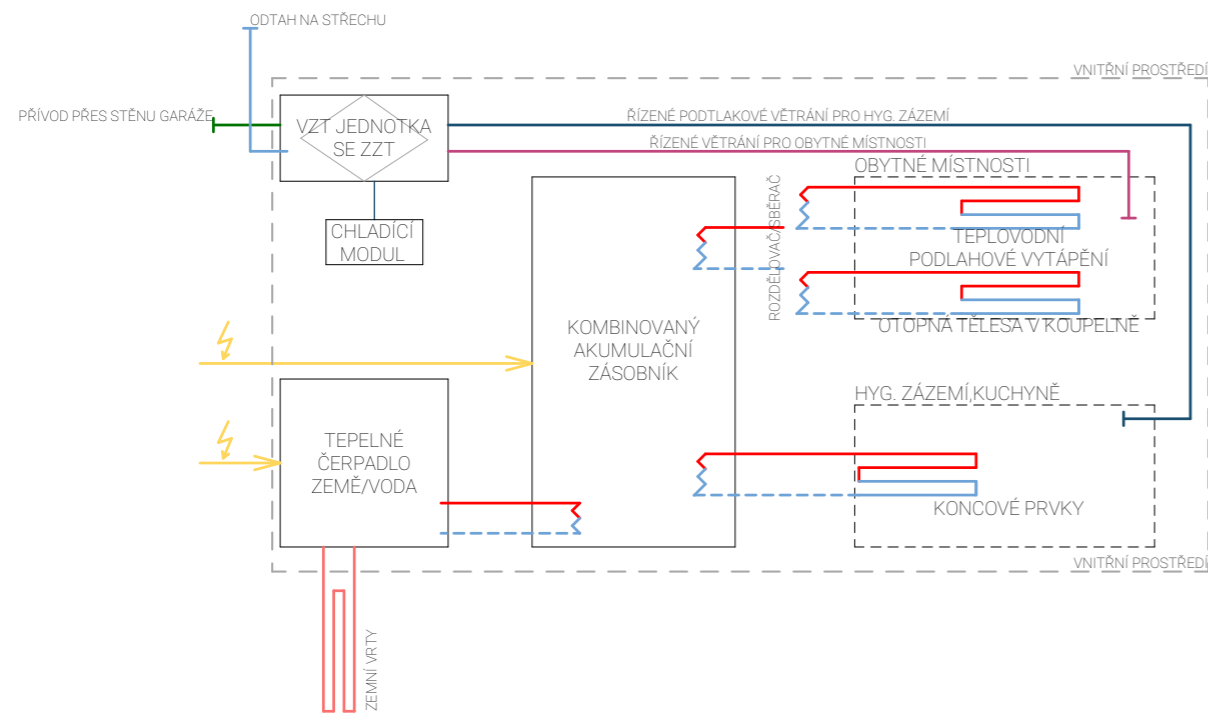 ODTAH NA STŘECHU
VNITŘNÍ PROSTŘEDÍ
PŘÍVOD PŘES STĚNU GARÁŽE
VZT JEDNOTKA
SE ZZT
ŘÍZENÉ PODTLAKOVÉ VĚTRÁNÍ PRO HYG. ZÁZEMÍ
ŘÍZENÉ VĚTRÁNÍ PRO OBYTNÉ MÍSTNOSTI
OBYTNÉ MÍSTNOSTI
CHLADÍCÍ
MODUL
ROZDĚLOVAČ/SBĚRAČ
TEPLOVODNÍ
PODLAHOVÉ VYTÁPĚNÍ
OTOPNÁ TĚLESA V KOUPELNĚ
KOMBINOVANÝ
AKUMULAČNÍ
ZÁSOBNÍK
HYG. ZÁZEMÍ,KUCHYNĚ
TEPELNÉ
ČERPADLO
ZEMĚ/VODA
KONCOVÉ PRVKY
VNITŘNÍ PROSTŘEDÍ
ZEMNÍ VRTY